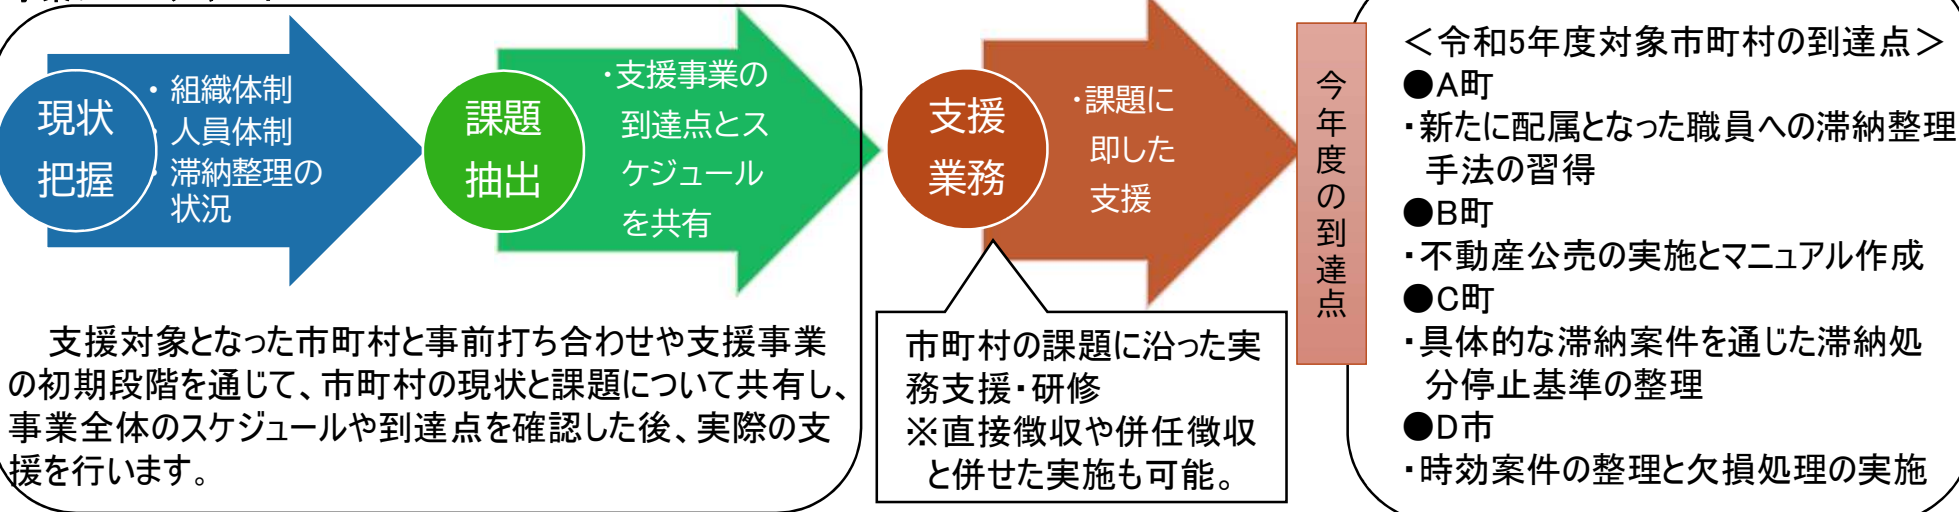 現状
把握
・組織体制
・人員体制
・滞納整理の
状況
課題
抽出
・支援事業の
到達点とス
ケジュール
を共有
支援対象となった市町村と事前打ち合わせや支援事業
の初期段階を通じて、市町村の現状と課題について共有し、
事業全体のスケジュールや到達点を確認した後、実際の支
援を行います。
支援
業務
・課題に
即した
支援
市町村の課題に沿った実
務支援・研修
※直接徴収や併任徴収
と併せた実施も可能。
今年度の到達点
＜令和5年度対象市町村の到達点＞
●A町
・新たに配属となった職員への滞納整理
手法の習得
●B町
・不動産公売の実施とマニュアル作成
●C町
・具体的な滞納案件を通じた滞納処
分停止基準の整理
●D市
・時効案件の整理と欠損処理の実施